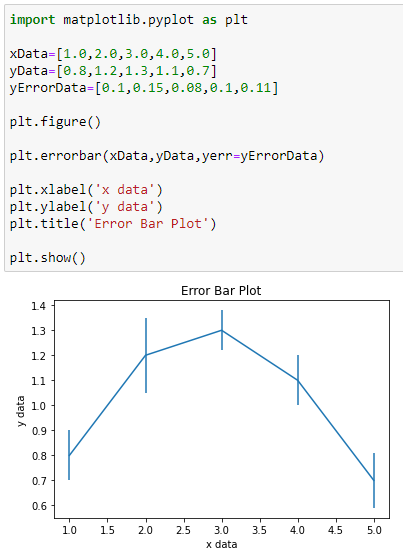 import matplotlib.pyplot as plt
xData=[1.0,2.0,3.0,4.0,5.0]
yData=[0.8,1.2,1.3,1.1,0.7]
yErrorData=[0.1,0.15,0.08,0.1,0.11]
plt.figure()
plt.errorbar(xData,yData,yerr=yErrorData)
plt.xlabel('x data')
plt.ylabel('y data')
plt.title('Error Bar Plot')
plt.show()
Error Bar Plot
1.4
1.3
1.2
1.1
1.0
0.9
0.8
0.7
0.6
y data
1.0 1.5 2.0 2.5 3.0 3.5 4.0 4.5 5.0
x data